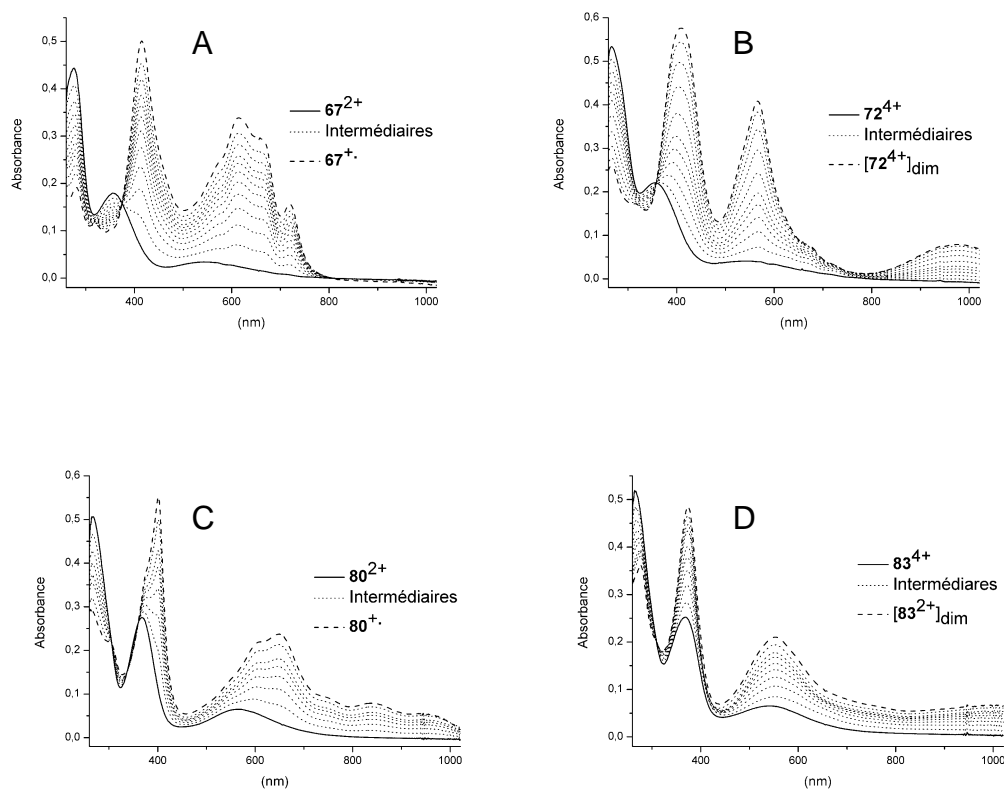 A
0,5
0,4
0,3
0,2
0,1
0,0
Absorbance
400 600 800 1000
(nm)
67²⁺
Intermédiaires
67⁺·
B
0,6
0,5
0,4
0,3
0,2
0,1
0,0
Absorbance
400 600 800 1000
(nm)
72⁴⁺
Intermédiaires
[72⁴⁺]dim
C
0,6
0,5
0,4
0,3
0,2
0,1
0,0
Absorbance
400 600 800 1000
(nm)
80²⁺
Intermédiaires
80⁺·
D
0,5
0,4
0,3
0,2
0,1
0,0
Absorbance
400 600 800 1000
(nm)
83⁴⁺
Intermédiares
[83²⁺]dim